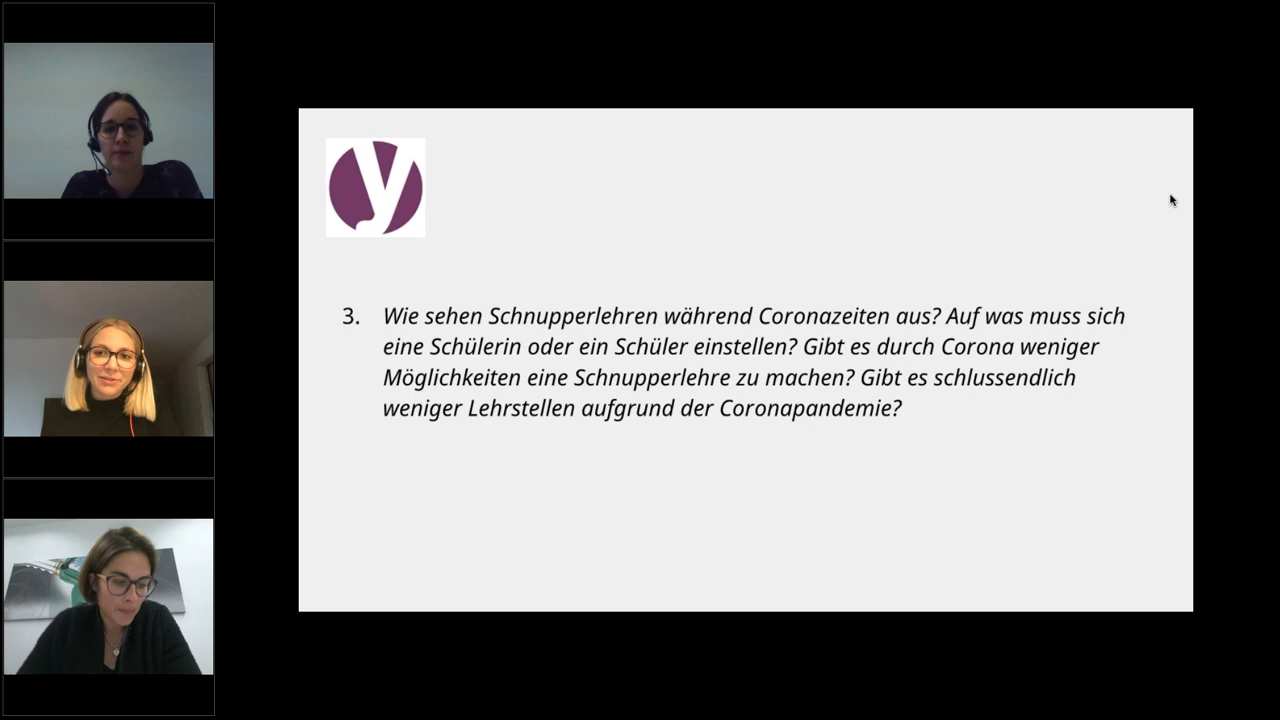 y
3. Wie sehen Schnupperlehren während Coronazeiten aus? Auf was muss sich
eine Schülerin oder ein Schüler einstellen? Gibt es durch Corona weniger
Möglichkeiten eine Schnupperlehre zu machen? Gibt es schlussendlich
weniger Lehrstellen aufgrund der Coronapandemie?